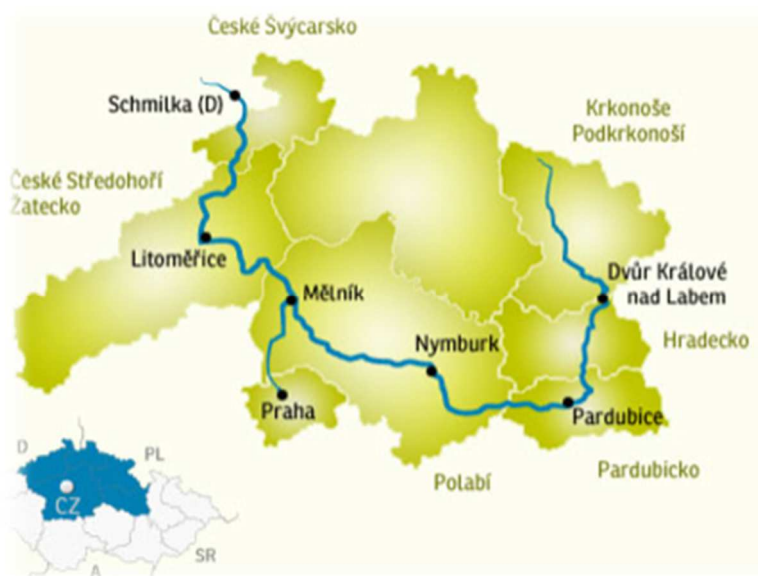 České Švýcarsko
Schmilka (D)
Krkonoše
Podkrkonoší
České Středohoří
Žatecko
Litoměřice
Mělník
Dvůr Králové
nad Labem
Nymburk
Hradecko
Praha
Pardubice
Polabí
Pardubicko
D
PL
CZ
SR
A